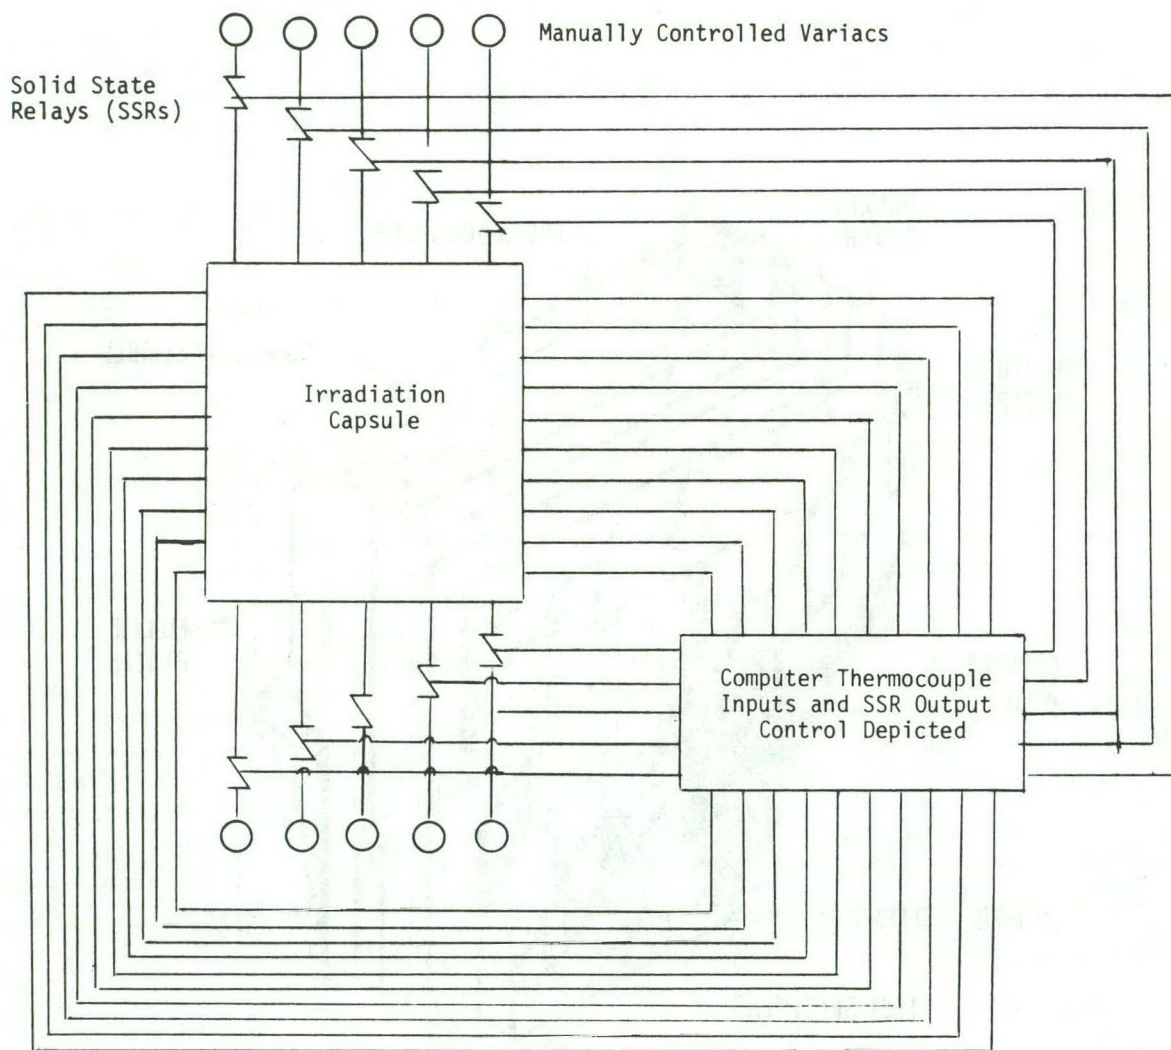 Manually Controlled Variacs
Solid State
Relays (SSRs)
Irradiation
Capsule
Computer Thermocouple
Inputs and SSR Output
Control Depicted